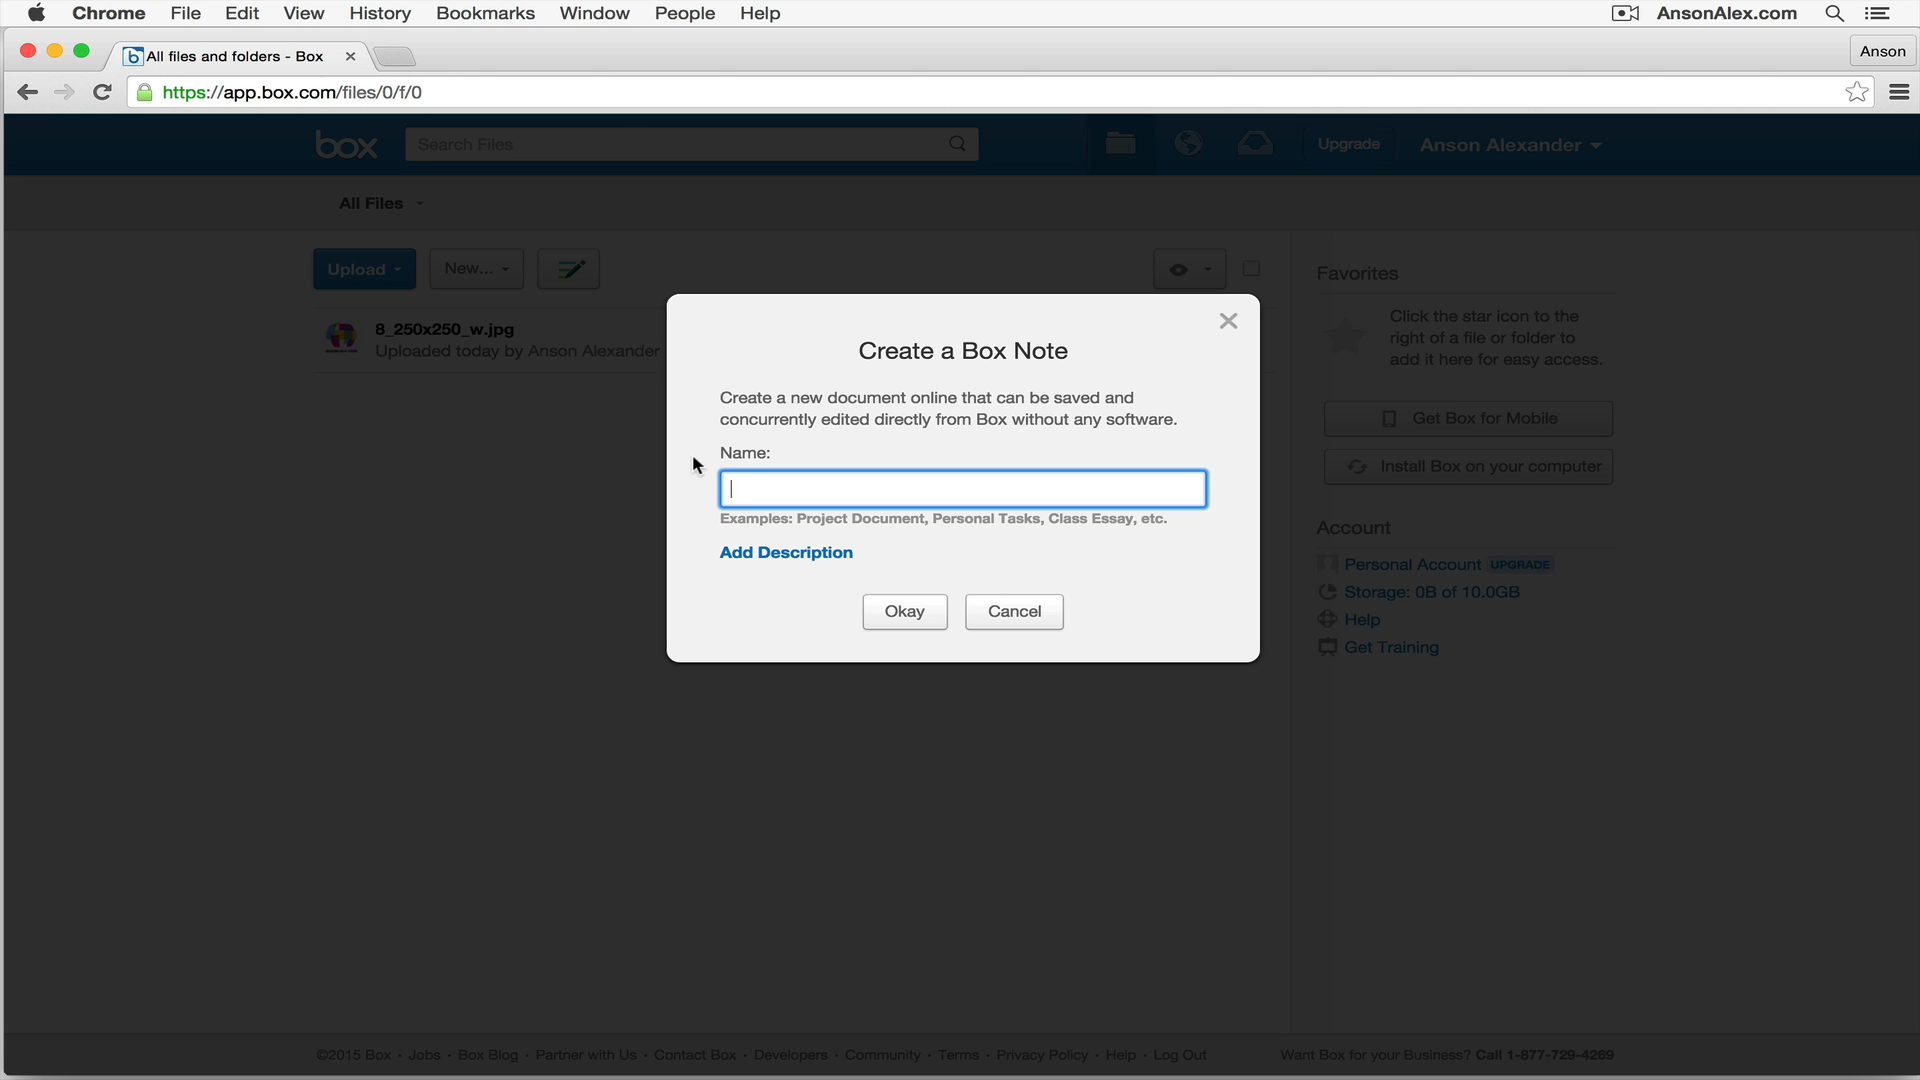 Chrome File Edit View History Bookmarks Window People Help AnsonAlex.com
All files and folders - Box
Anson
https://app.box.com/files/0/f/0
box Search Files Upgrade Anson Alexander
All Files
Upload New...
8_250x250_w.jpg
Uploaded today by Anson Alexander
Create a Box Note
Create a new document online that can be saved and
concurrently edited directly from Box without any software.
Name:
Examples: Project Document, Personal Tasks, Class Essay, etc.
Add Description
Okay Cancel
Favorites
Click the star icon to the
right of a file or folder to
add it here for easy access.
Get Box for Mobile
Install Box on your computer
Account
Personal Account UPGRADE
Storage: 0B of 10.0GB
Help
Get Training
©2015 Box · Jobs · Box Blog · Partner with Us · Contact Box · Developers · Community · Terms · Privacy Policy · Help · Log Out Want Box for your Business? Call 1-877-729-4269